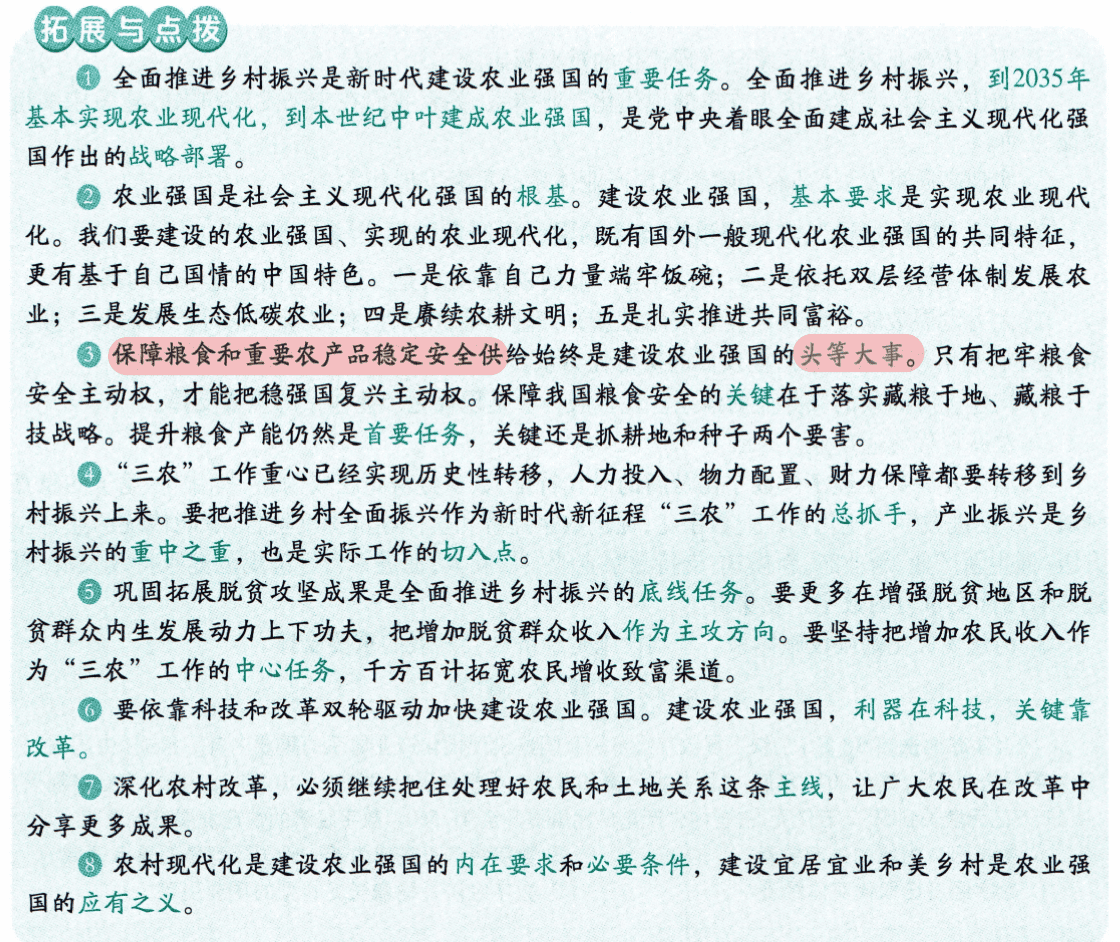 拓展与点拨
1 全面推进乡村振兴是新时代建设农业强国的重要任务。全面推进乡村振兴，到2035年
基本实现农业现代化，到本世纪中叶建成农业强国，是党中央着眼全面建成社会主义现代化强
国作出的战略部署。
2 农业强国是社会主义现代化强国的根基。建设农业强国，基本要求是实现农业现代
化。我们要建设的农业强国、实现的农业现代化，既有国外一般现代化农业强国的共同特征，
更有基于自己国情的中国特色。一是依靠自己力量端牢饭碗；二是依托双层经营体制发展农
业；三是发展生态低碳农业；四是赓续农耕文明；五是扎实推进共同富裕。
3 保障粮食和重要农产品稳定安全供给始终是建设农业强国的头等大事。只有把牢粮食
安全主动权，才能把稳强国复兴主动权。保障我国粮食安全的关键在于落实藏粮于地、藏粮于
技战略。提升粮食产能仍然是首要任务，关键还是抓耕地和种子两个要害。
4 “三农”工作重心已经实现历史性转移，人力投入、物力配置、财力保障都要转移到乡
村振兴上来。要把推进乡村全面振兴作为新时代新征程“三农”工作的总抓手，产业振兴是乡
村振兴的重中之重，也是实际工作的切入点。
5 巩固拓展脱贫攻坚成果是全面推进乡村振兴的底线任务。要更多在增强脱贫地区和脱
贫群众内生发展动力上下功夫，把增加脱贫群众收入作为主攻方向。要坚持把增加农民收入作
为“三农”工作的中心任务，千方百计拓宽农民增收致富渠道。
6 要依靠科技和改革双轮驱动加快建设农业强国。建设农业强国，利器在科技，关键靠
改革。
7 深化农村改革，必须继续把住处理好农民和土地关系这条主线，让广大农民在改革中
分享更多成果。
8 农村现代化是建设农业强国的内在要求和必要条件，建设宜居宜业和美乡村是农业强
国的应有之义。